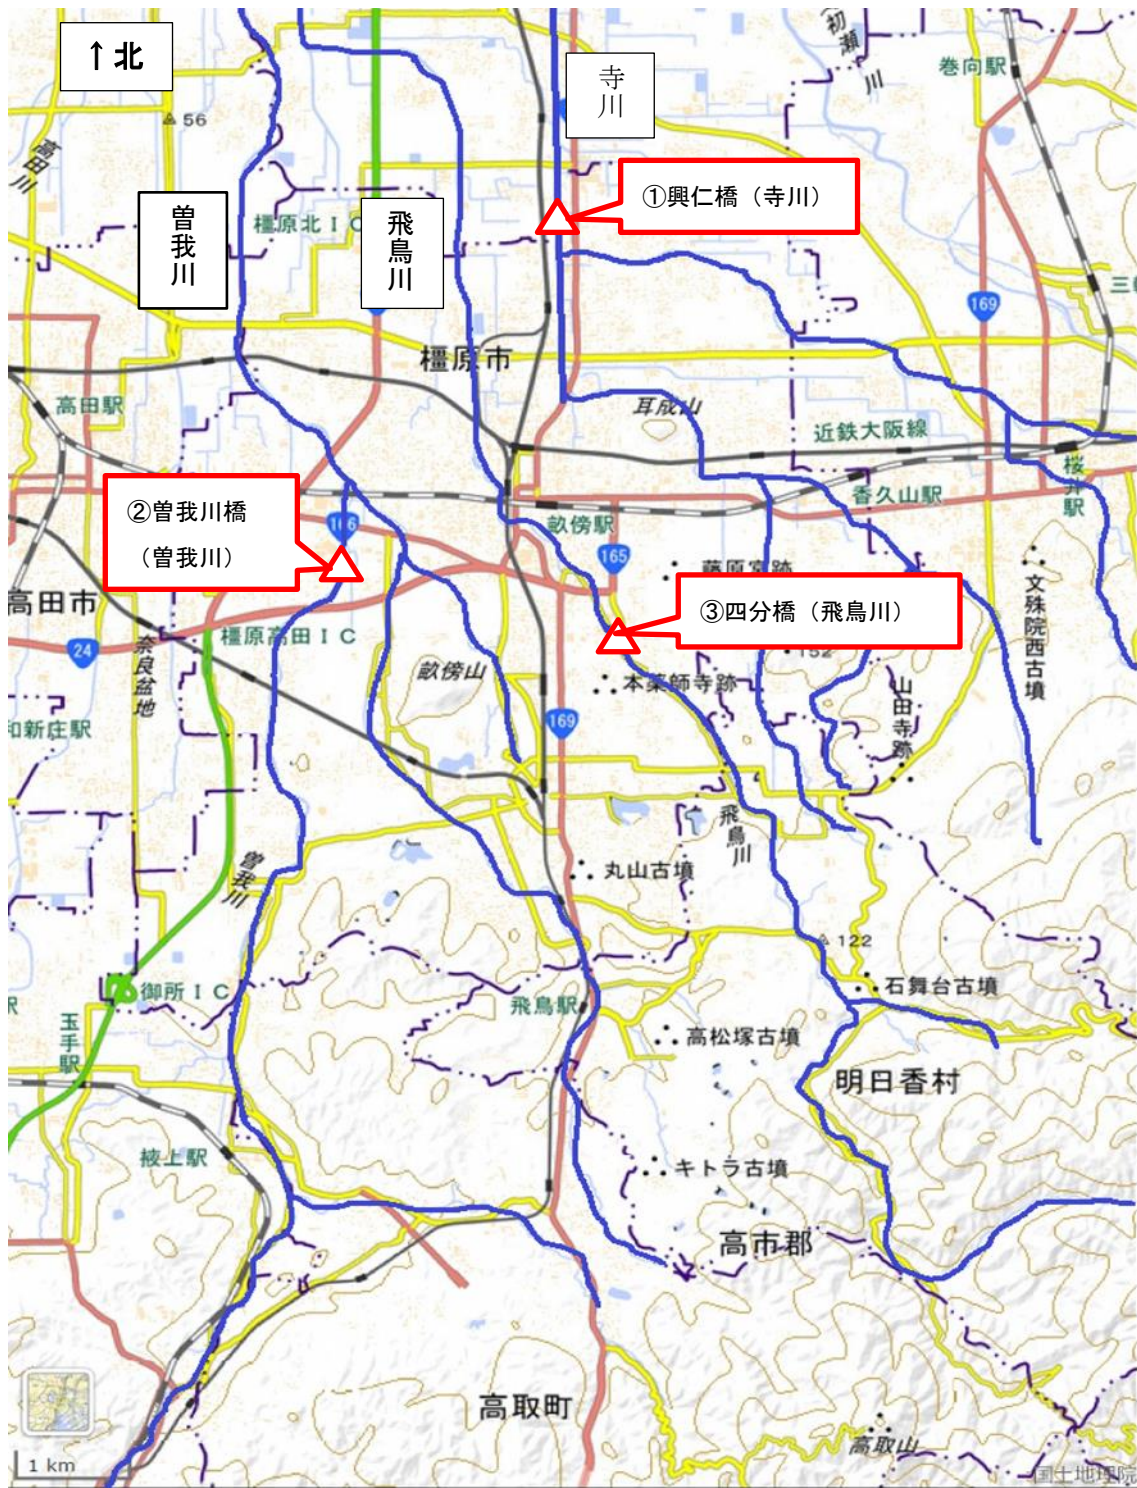 ↑北
寺川
初瀬川
巻向駅
56
高田川
①興仁橋（寺川）
曽我川
橿原北ＩＣ
飛鳥川
169
橿原市
高田駅
耳成山
近鉄大阪線
桜井駅
香久山駅
②曽我川橋
（曽我川）
166
畝傍駅
165
藤原宮跡
文殊院西古墳
③四分橋（飛鳥川）
高田市
橿原高田ＩＣ
24
奈良盆地
畝傍山
152
本薬師寺跡
山田寺跡
169
和新庄駅
飛鳥川
曽我川
丸山古墳
122
御所ＩＣ
石舞台古墳
飛鳥駅
玉手駅
高松塚古墳
明日香村
掖上駅
キトラ古墳
高市郡
高取町
高取山
1 km
国土地理院